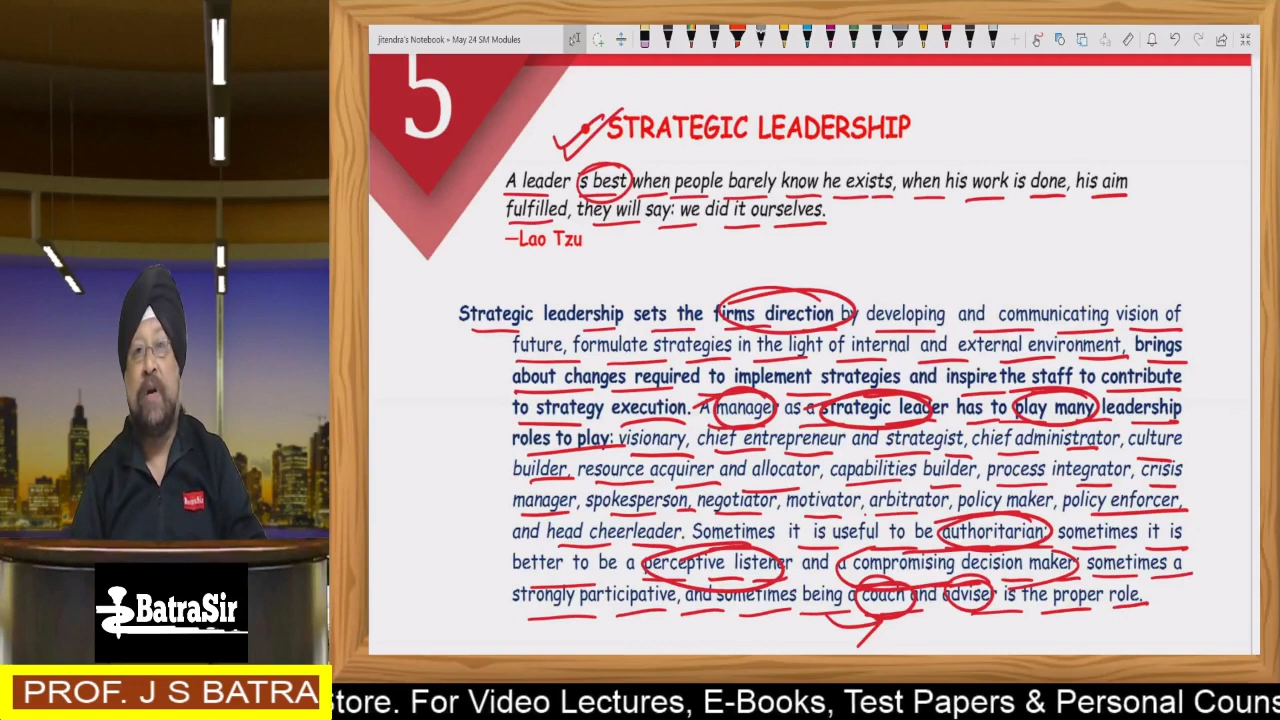 jitendra's Notebook » May 24 SM Modules
5
• STRATEGIC LEADERSHIP
A leader is best when people barely know he exists, when his work is done, his aim
fulfilled, they will say: we did it ourselves.
—Lao Tzu
Strategic leadership sets the firms direction by developing and communicating vision of
future, formulate strategies in the light of internal and external environment, brings
about changes required to implement strategies and inspire the staff to contribute
to strategy execution. A manager as a strategic leader has to play many leadership
roles to play: visionary, chief entrepreneur and strategist, chief administrator, culture
builder, resource acquirer and allocator, capabilities builder, process integrator, crisis
manager, spokesperson, negotiator, motivator, arbitrator, policy maker, policy enforcer,
and head cheerleader. Sometimes it is useful to be authoritarian; sometimes it is
better to be a perceptive listener and a compromising decision maker; sometimes a
strongly participative, and sometimes being a coach and adviser is the proper role.
BatraSir
PROF. J S BATRA
tore. For Video Lectures, E-Books, Test Papers & Personal Couns